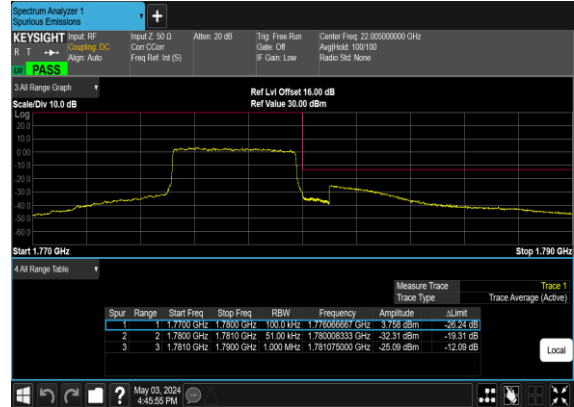 Spectrum Analyzer 1
Spurious Emissions
KEYSIGHT Input: RF Input Z: 50 Ω Atten: 20 dB Trig: Free Run Center Freq: 22.005000000 GHz
R T Coupling: DC Corr CCorr Gate: Off Avg|Hold: 100/100
Align: Auto Freq Ref: Int (S) IF Gain: Low Radio Std: None
PASS
3 All Range Graph
Ref Lvl Offset 16.00 dB
Scale/Div 10.0 dB Ref Value 30.00 dBm
Log
20.0
10.0
0.00
-10.0
-20.0
-30.0
-40.0
-50.0
-60.0
Start 1.770 GHz Stop 1.790 GHz
4 All Range Table
Measure Trace Trace 1
Trace Type Trace Average (Active)
Spur Range Start Freq Stop Freq RBW Frequency Amplitude ΔLimit
1 1 1.7700 GHz 1.7800 GHz 100.0 kHz 1.776066667 GHz 3.758 dBm -26.24 dB
2 2 1.7800 GHz 1.7810 GHz 51.00 kHz 1.780008333 GHz -32.31 dBm -19.31 dB
3 3 1.7810 GHz 1.7900 GHz 1.000 MHz 1.781075000 GHz -25.09 dBm -12.09 dB
Local
? May 03, 2024
4:45:55 PM